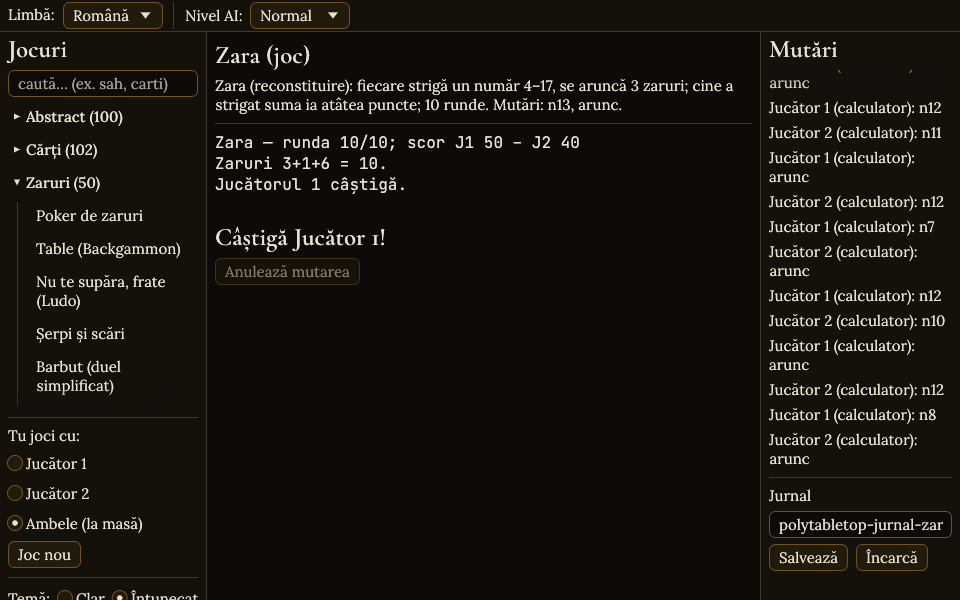 Limbă: Română ▼ Nivel AI: Normal ▼
Jocuri
caută... (ex. sah, carti)
▸ Abstract (100)
▸ Cărți (102)
▾ Zaruri (50)
Poker de zaruri
Table (Backgammon)
Nu te supăra, frate
(Ludo)
Șerpi și scări
Barbut (duel
simplificat)
Tu joci cu:
Jucător 1
Jucător 2
Ambele (la masă)
Joc nou
Temă: Clar Întunecat
Zara (joc)
Zara (reconstituire): fiecare strigă un număr 4–17, se aruncă 3 zaruri; cine a
strigat suma ia atâtea puncte; 10 runde. Mutări: n13, arunc.
Zara — runda 10/10; scor J1 50 – J2 40
Zaruri 3+1+6 = 10.
Jucătorul 1 câștigă.
Câștigă Jucător 1!
Anulează mutarea
Mutări
arunc
Jucător 1 (calculator): n12
Jucător 2 (calculator): n11
Jucător 1 (calculator):
arunc
Jucător 2 (calculator): n12
Jucător 1 (calculator): n7
Jucător 2 (calculator):
arunc
Jucător 1 (calculator): n12
Jucător 2 (calculator): n10
Jucător 1 (calculator):
arunc
Jucător 2 (calculator): n12
Jucător 1 (calculator): n8
Jucător 2 (calculator):
arunc
Jurnal
polytabletop-jurnal-zar
Salvează Încarcă